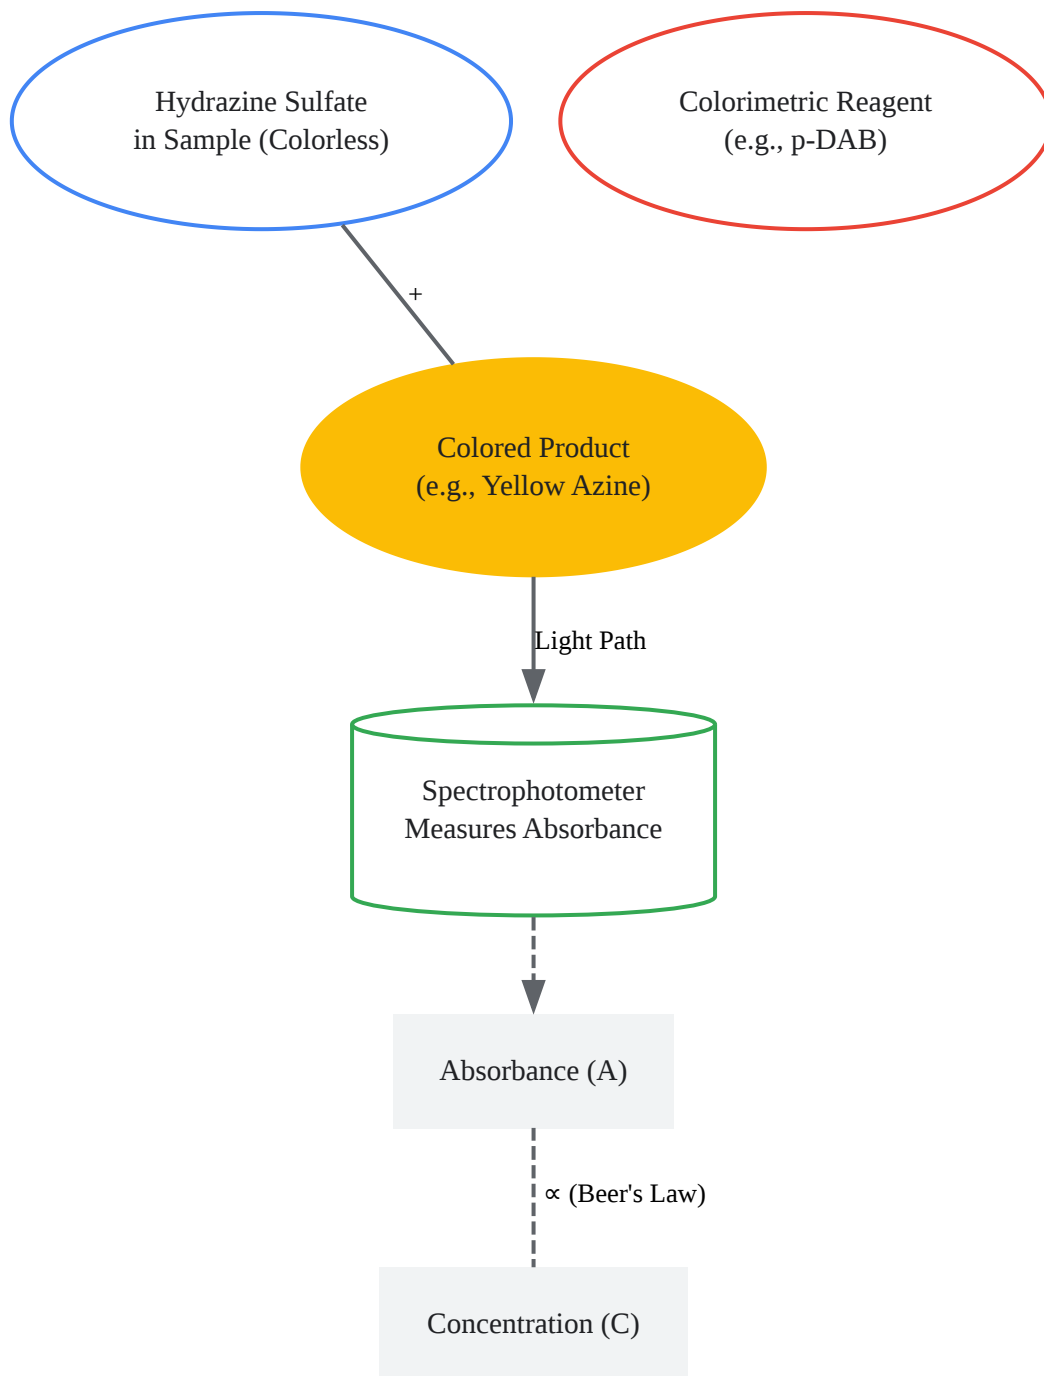 Hydrazine Sulfate
in Sample (Colorless)
Colorimetric Reagent
(e.g., p-DAB)
+
Colored Product
(e.g., Yellow Azine)
Light Path
Spectrophotometer
Measures Absorbance
Absorbance (A)
∝ (Beer's Law)
Concentration (C)